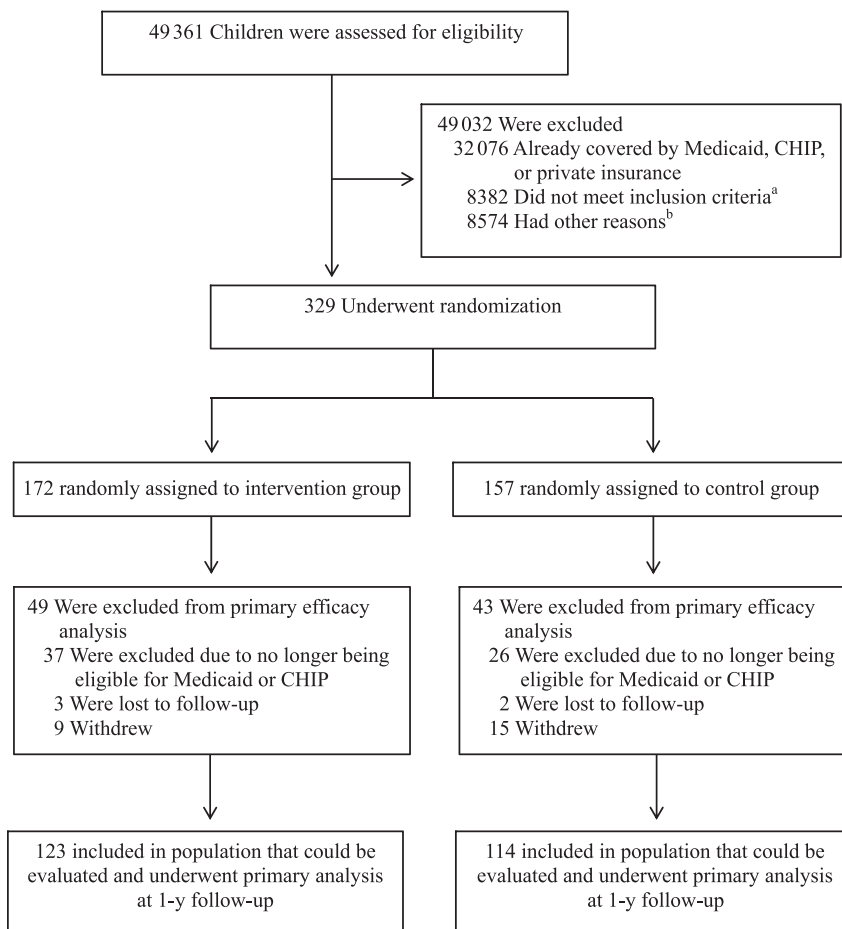 49 361 Children were assessed for eligibility
49 032 Were excluded
32 076 Already covered by Medicaid, CHIP,
or private insurance
8382 Did not meet inclusion criteriaᵃ
8574 Had other reasonsᵇ
329 Underwent randomization
172 randomly assigned to intervention group
157 randomly assigned to control group
49 Were excluded from primary efficacy
analysis
37 Were excluded due to no longer being
eligible for Medicaid or CHIP
3 Were lost to follow-up
9 Withdrew
43 Were excluded from primary efficacy
analysis
26 Were excluded due to no longer being
eligible for Medicaid or CHIP
2 Were lost to follow-up
15 Withdrew
123 included in population that could be
evaluated and underwent primary analysis
at 1-y follow-up
114 included in population that could be
evaluated and underwent primary analysis
at 1-y follow-up